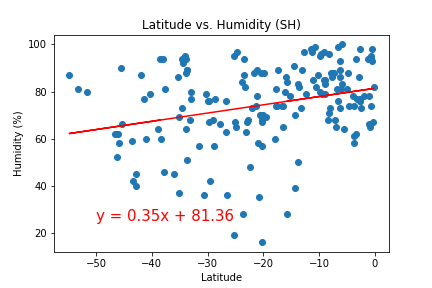 Latitude vs. Humidity (SH)
100
80
60
40
20
Humidity (%)
y = 0.35x + 81.36
−50 −40 −30 −20 −10 0
Latitude